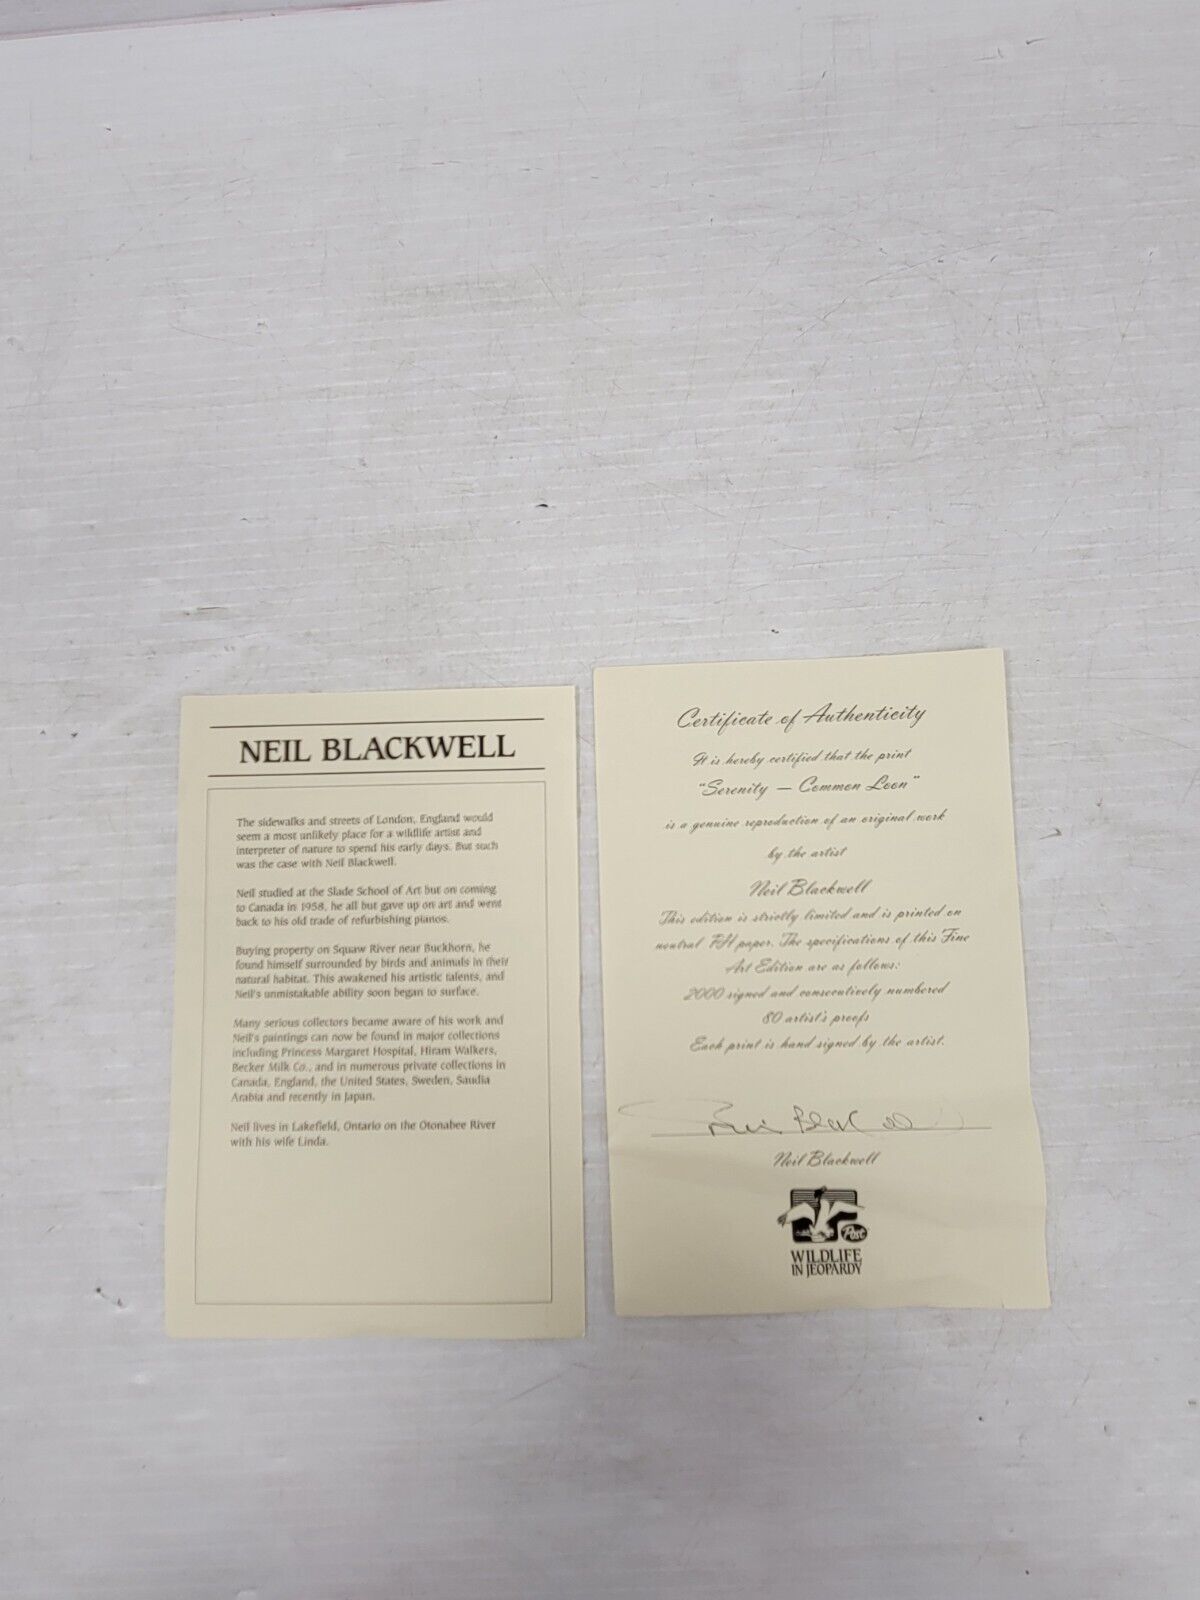 NEIL BLACKWELL
The sidewalks and streets of London, England would
seem a most unlikely place for a wildlife artist and
interpreter of nature to spend his early days. But such
was the case with Neil Blackwell.
Neil studied at the Slade School of Art but on coming
to Canada in 1958, he all but gave up on art and went
back to his old trade of refurbishing pianos.
Buying property on Squaw River near Buckhorn, he
found himself surrounded by birds and animals in their
natural habitat. This awakened his artistic talents, and
Neil's unmistakable ability soon began to surface.
Many serious collectors became aware of his work and
Neil's paintings can now be found in major collections
including Princess Margaret Hospital, Hiram Walkers,
Becker Milk Co., and in numerous private collections in
Canada, England, the United States, Sweden, Saudia
Arabia and recently in Japan.
Neil lives in Lakefield, Ontario on the Otonabee River
with his wife Linda.
Certificate of Authenticity
It is hereby certified that the print
"Serenity — Common Loon"
is a genuine reproduction of an original work
by the artist
Neil Blackwell
This edition is strictly limited and is printed on
neutral PH paper. The specifications of this Fine
Art Edition are as follows:
2000 signed and consecutively numbered
80 artist's proofs
Each print is hand signed by the artist.
Neil Blackwell
Neil Blackwell
Post
WILDLIFE
IN JEOPARDY